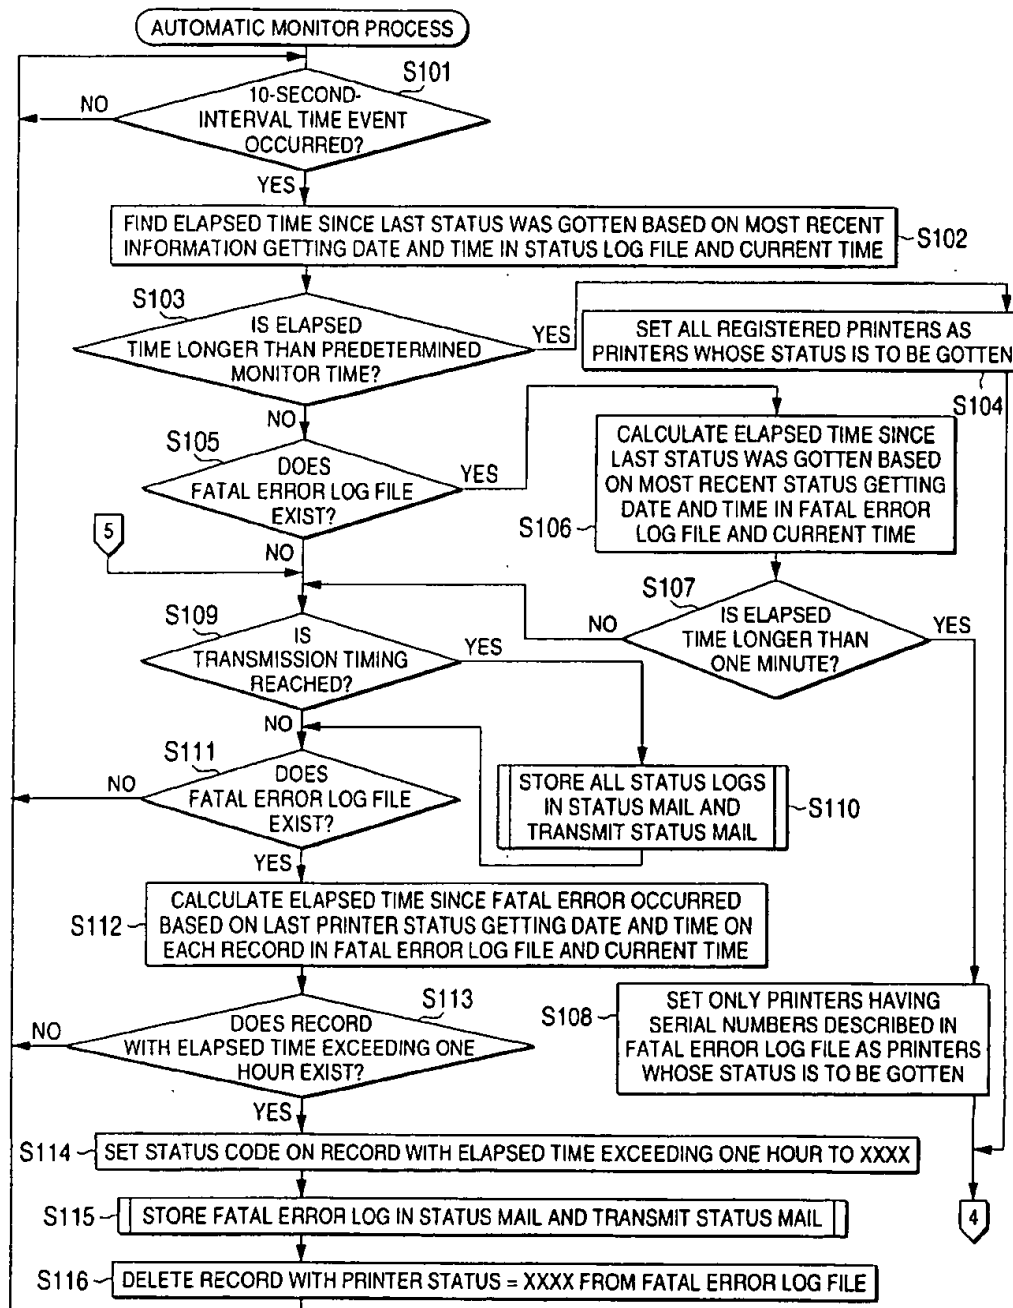 AUTOMATIC MONITOR PROCESS
S101
10-SECOND-
INTERVAL TIME EVENT
OCCURRED?
NO
YES
FIND ELAPSED TIME SINCE LAST STATUS WAS GOTTEN BASED ON MOST RECENT
INFORMATION GETTING DATE AND TIME IN STATUS LOG FILE AND CURRENT TIME
S102
S103
IS ELAPSED
TIME LONGER THAN PREDETERMINED
MONITOR TIME?
YES
NO
SET ALL REGISTERED PRINTERS AS
PRINTERS WHOSE STATUS IS TO BE GOTTEN
S104
S105
DOES
FATAL ERROR LOG FILE
EXIST?
YES
NO
CALCULATE ELAPSED TIME SINCE
LAST STATUS WAS GOTTEN BASED
ON MOST RECENT STATUS GETTING
DATE AND TIME IN FATAL ERROR
LOG FILE AND CURRENT TIME
S106
5
S107
IS ELAPSED
TIME LONGER THAN
ONE MINUTE?
NO
YES
S109
IS
TRANSMISSION TIMING
REACHED?
YES
NO
STORE ALL STATUS LOGS
IN STATUS MAIL AND
TRANSMIT STATUS MAIL
S110
S111
DOES
FATAL ERROR LOG FILE
EXIST?
NO
YES
S112
CALCULATE ELAPSED TIME SINCE FATAL ERROR OCCURRED
BASED ON LAST PRINTER STATUS GETTING DATE AND TIME ON
EACH RECORD IN FATAL ERROR LOG FILE AND CURRENT TIME
S113
DOES RECORD
WITH ELAPSED TIME EXCEEDING ONE
HOUR EXIST?
NO
YES
S108
SET ONLY PRINTERS HAVING
SERIAL NUMBERS DESCRIBED IN
FATAL ERROR LOG FILE AS PRINTERS
WHOSE STATUS IS TO BE GOTTEN
S114
SET STATUS CODE ON RECORD WITH ELAPSED TIME EXCEEDING ONE HOUR TO XXXX
S115
STORE FATAL ERROR LOG IN STATUS MAIL AND TRANSMIT STATUS MAIL
4
S116
DELETE RECORD WITH PRINTER STATUS = XXXX FROM FATAL ERROR LOG FILE